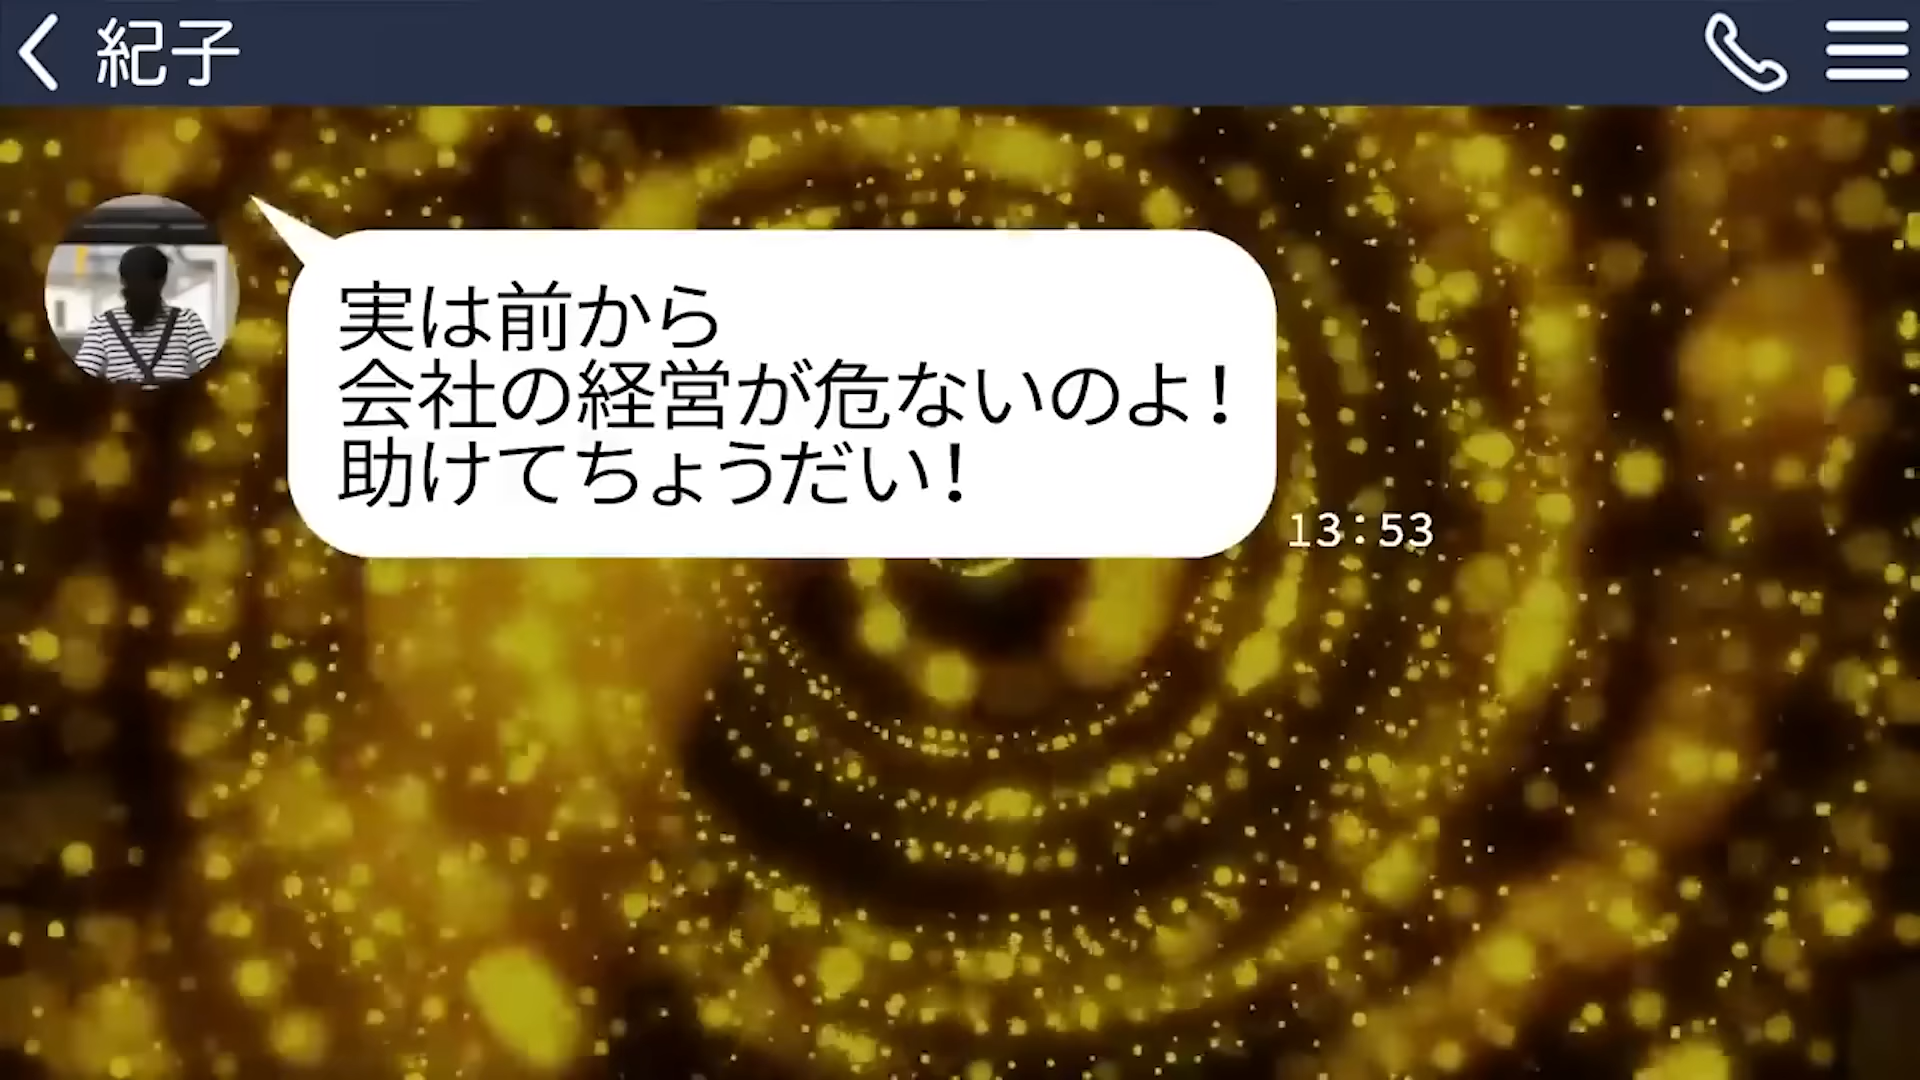 紀子
実は前から
会社の経営が危ないのよ！
助けてちょうだい！
13:53